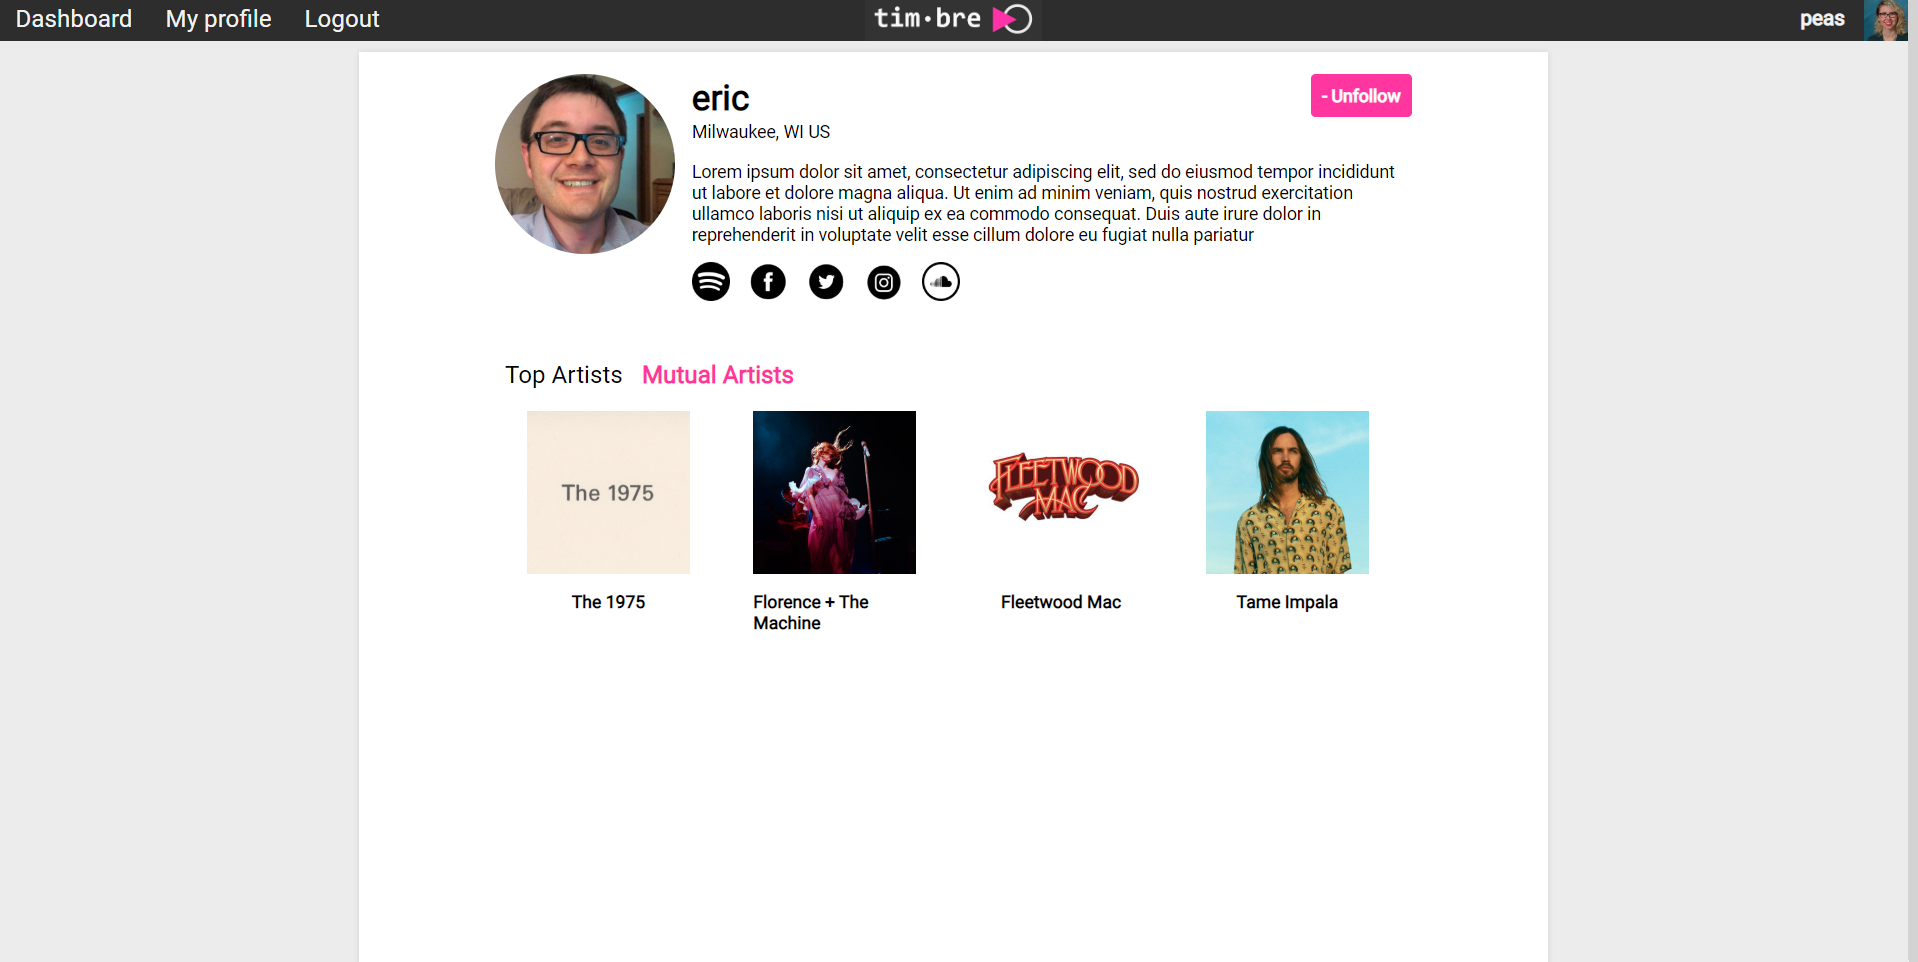 Dashboard My profile Logout tim·bre peas
eric
- Unfollow
Milwaukee, WI US
Lorem ipsum dolor sit amet, consectetur adipiscing elit, sed do eiusmod tempor incididunt
ut labore et dolore magna aliqua. Ut enim ad minim veniam, quis nostrud exercitation
ullamco laboris nisi ut aliquip ex ea commodo consequat. Duis aute irure dolor in
reprehenderit in voluptate velit esse cillum dolore eu fugiat nulla pariatur
Top Artists Mutual Artists
The 1975
FLEETWOOD
MAC
The 1975
Florence + The
Machine
Fleetwood Mac
Tame Impala